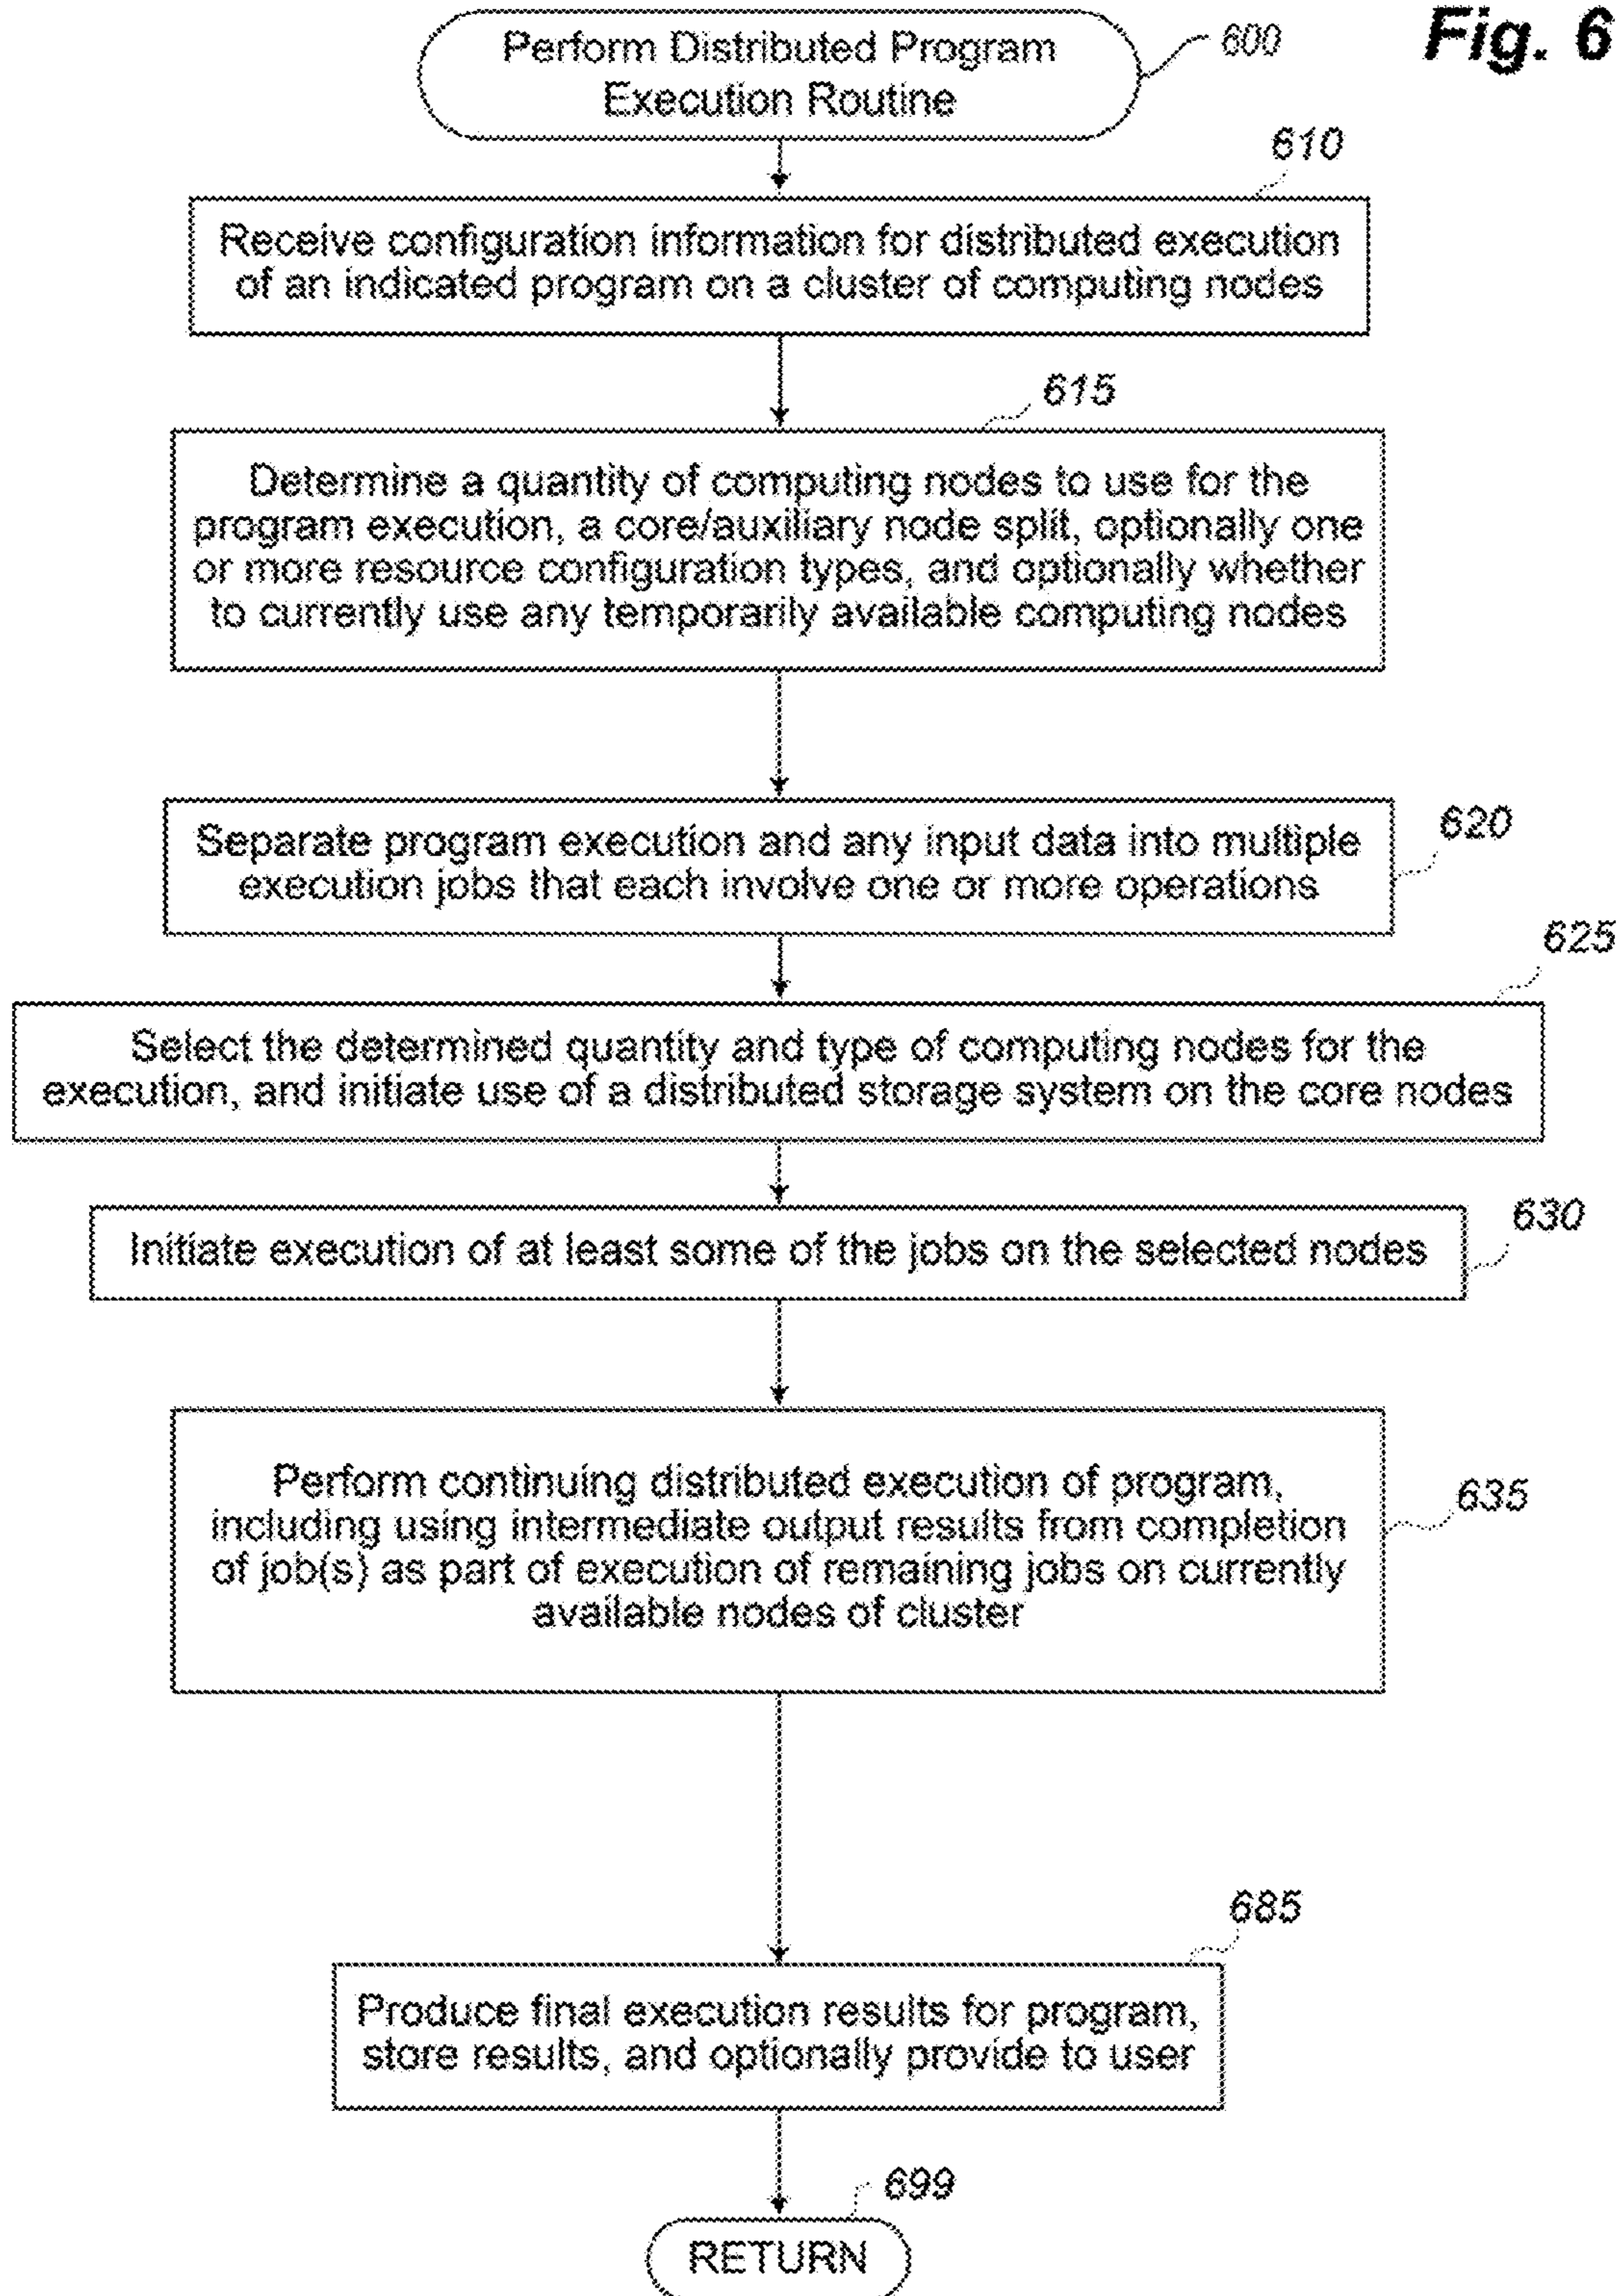 Fig. 6
Perform Distributed Program
Execution Routine
600
610
Receive configuration information for distributed execution
of an indicated program on a cluster of computing nodes
615
Determine a quantity of computing nodes to use for the
program execution, a core/auxiliary node split, optionally one
or more resource configuration types, and optionally whether
to currently use any temporarily available computing nodes
620
Separate program execution and any input data into multiple
execution jobs that each involve one or more operations
625
Select the determined quantity and type of computing nodes for the
execution, and initiate use of a distributed storage system on the core nodes
630
Initiate execution of at least some of the jobs on the selected nodes
635
Perform continuing distributed execution of program,
including using intermediate output results from completion
of job(s) as part of execution of remaining jobs on currently
available nodes of cluster
685
Produce final execution results for program,
store results, and optionally provide to user
699
RETURN